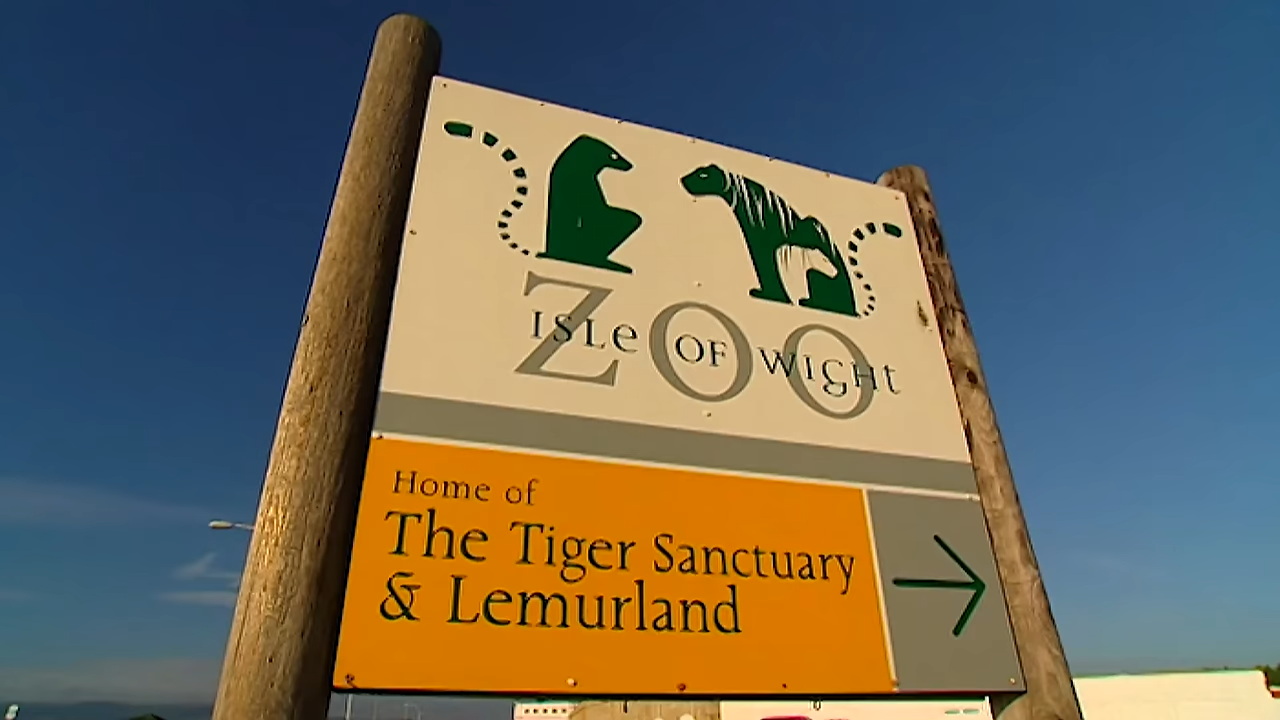 ZOO
ISLe OF WIGHt
Home of
The Tiger Sanctuary
& Lemurland